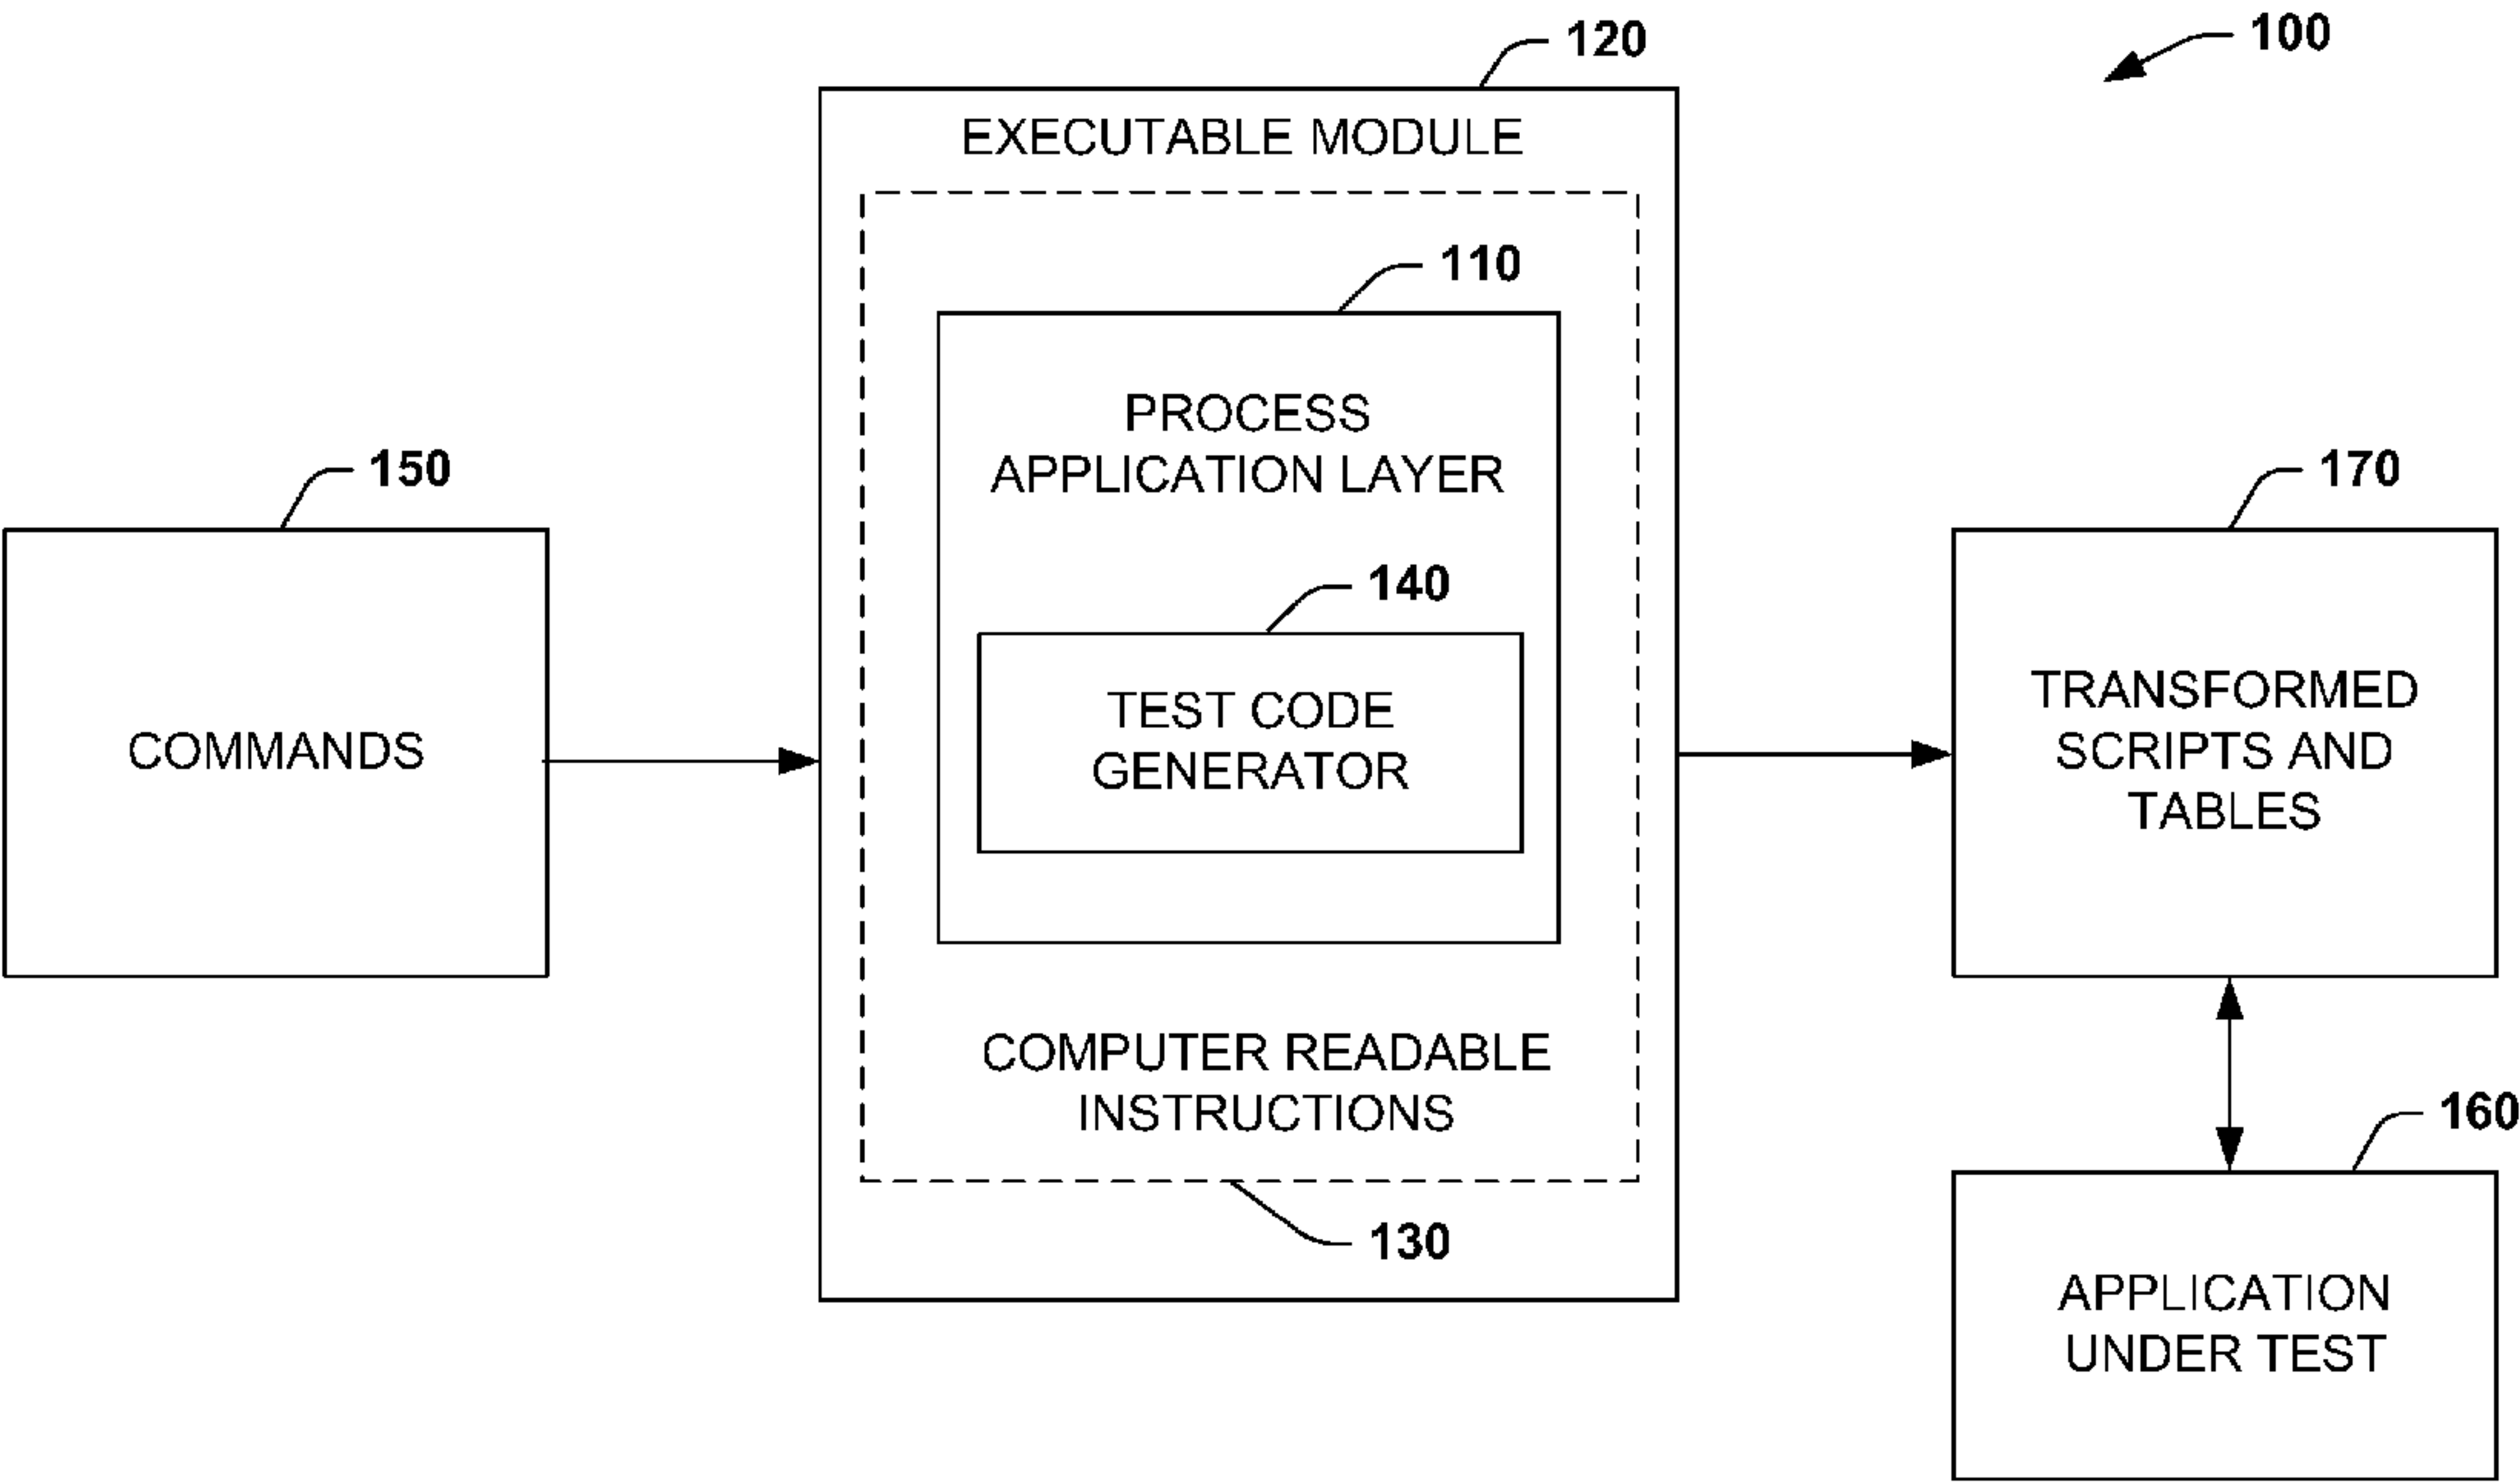 100
120
EXECUTABLE MODULE
110
PROCESS
APPLICATION LAYER
150
COMMANDS
140
TEST CODE
GENERATOR
170
TRANSFORMED
SCRIPTS AND
TABLES
COMPUTER READABLE
INSTRUCTIONS
130
160
APPLICATION
UNDER TEST